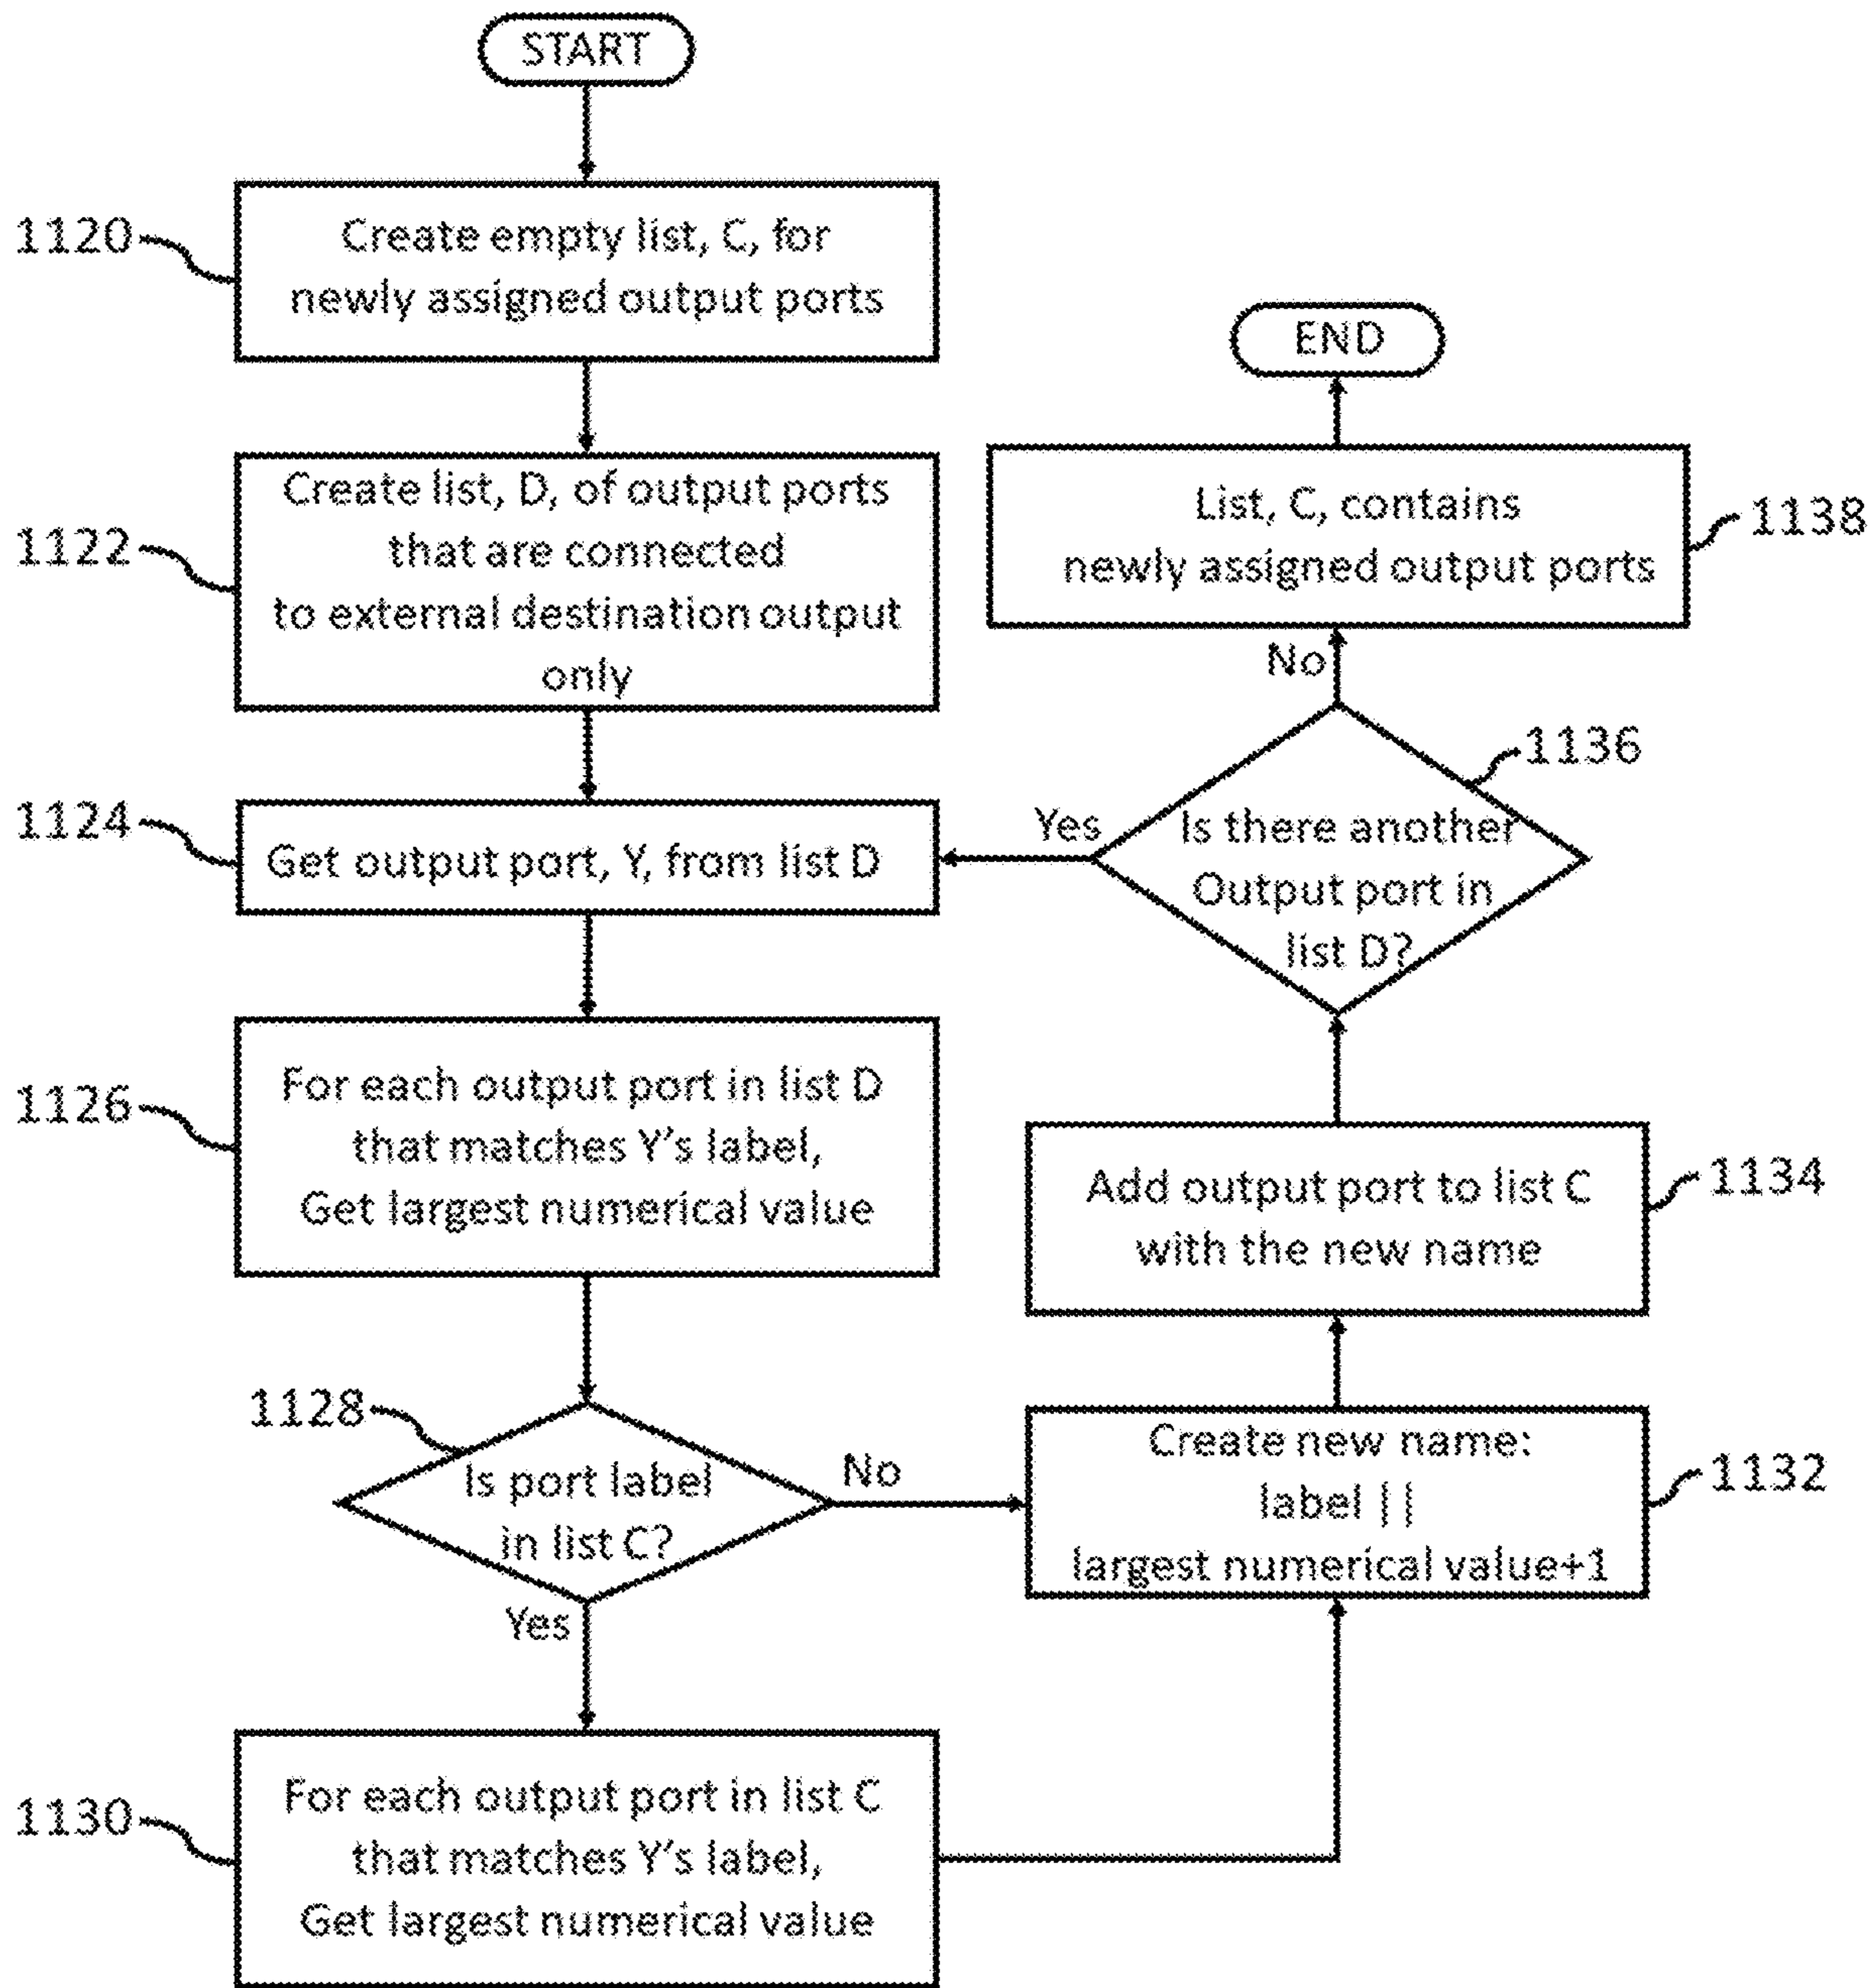 START
1120
Create empty list, C, for
newly assigned output ports
1122
Create list, D, of output ports
that are connected
to external destination output
only
1124
Get output port, Y, from list D
1126
For each output port in list D
that matches Y's label,
Get largest numerical value
1128
Is port label
in list C?
No
Yes
1130
For each output port in list C
that matches Y's label,
Get largest numerical value
Create new name:
label ||
largest numerical value+1
1132
Add output port to list C
with the new name
1134
Is there another
Output port in
list D?
1136
Yes
No
List, C, contains
newly assigned output ports
1138
END